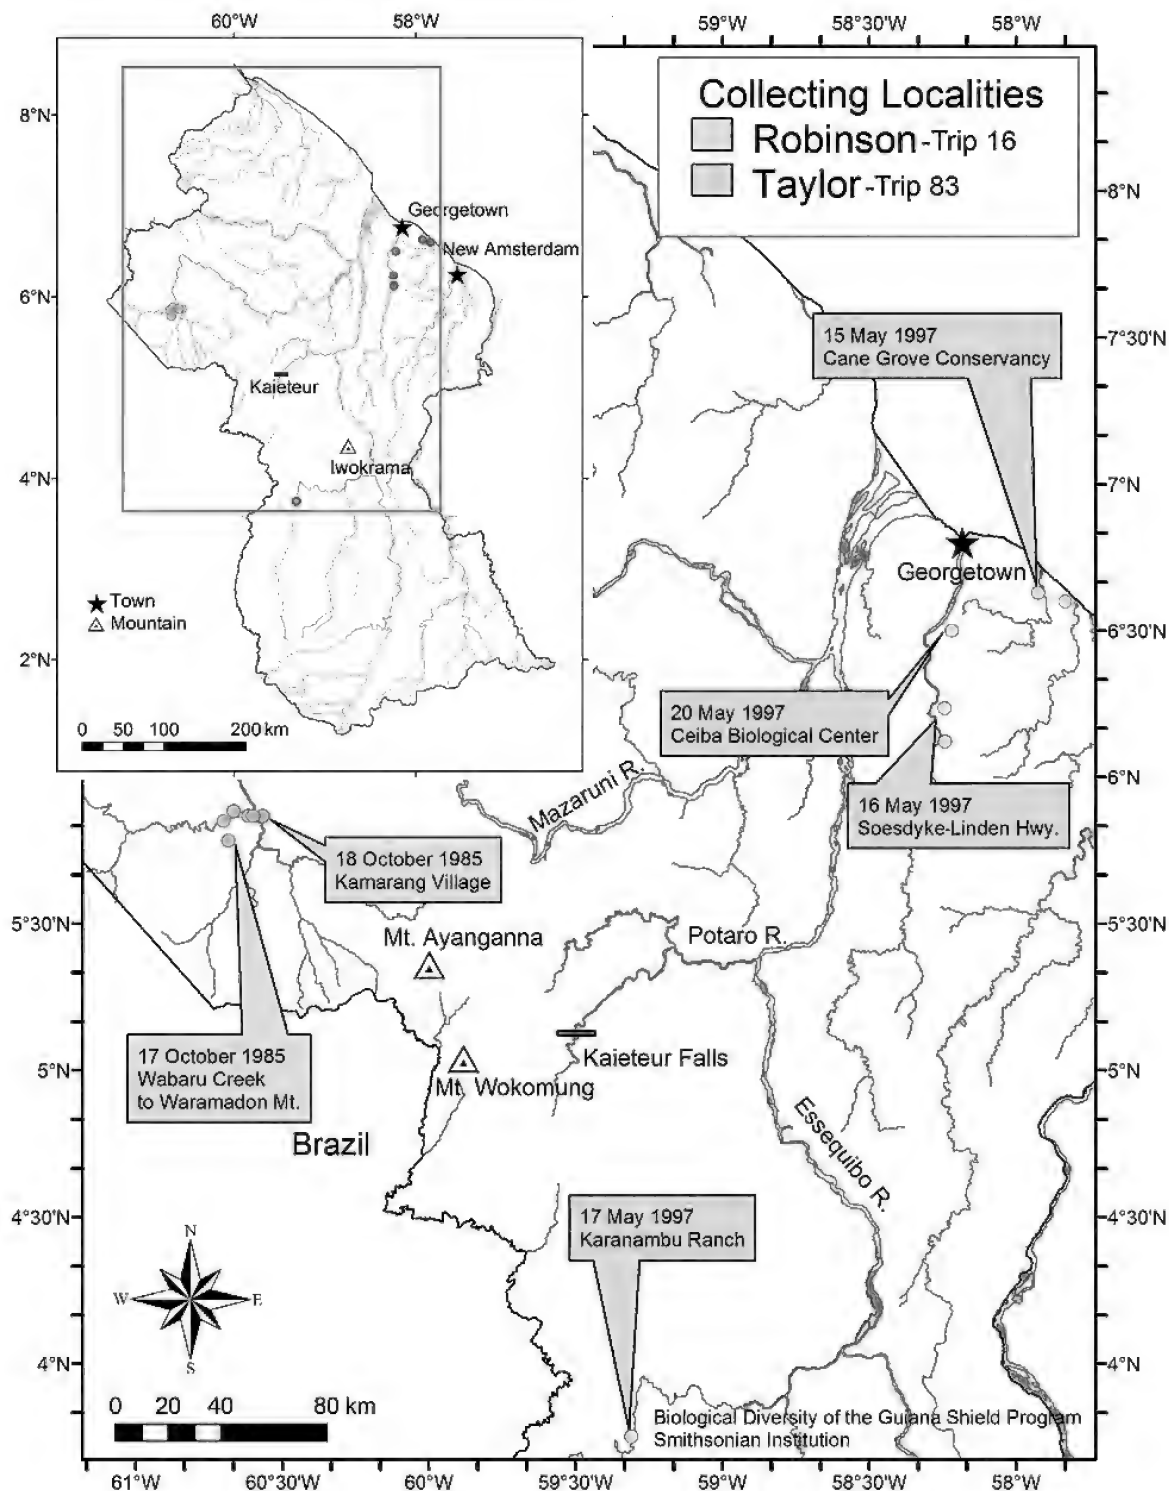 60°W
58°W
59°W
58°30'W
58°W
8°N
6°N
4°N
2°N
Georgetown
New Amsterdam
Kaieteur
Iwokrama
Town
Mountain
0 50 100 200 km
Collecting Localities
Robinson -Trip 16
Taylor -Trip 83
8°N
7°30'N
7°N
6°30'N
6°N
15 May 1997
Cane Grove Conservancy
Georgetown
20 May 1997
Ceiba Biological Center
16 May 1997
Soesdyke-Linden Hwy.
Mazaruni R.
18 October 1985
Kamarang Village
5°30'N
Mt. Ayanganna
Potaro R.
5°30'N
17 October 1985
Wabaru Creek
to Waramadon Mt.
5°N
Mt. Wokomung
Kaieteur Falls
5°N
Brazil
Essequibo R.
4°30'N
17 May 1997
Karanambu Ranch
4°30'N
N
W
E
S
4°N
4°N
0 20 40 80 km
Biological Diversity of the Guiana Shield Program
Smithsonian Institution
61°W
60°30'W
60°W
59°30'W
59°W
58°30'W
58°W